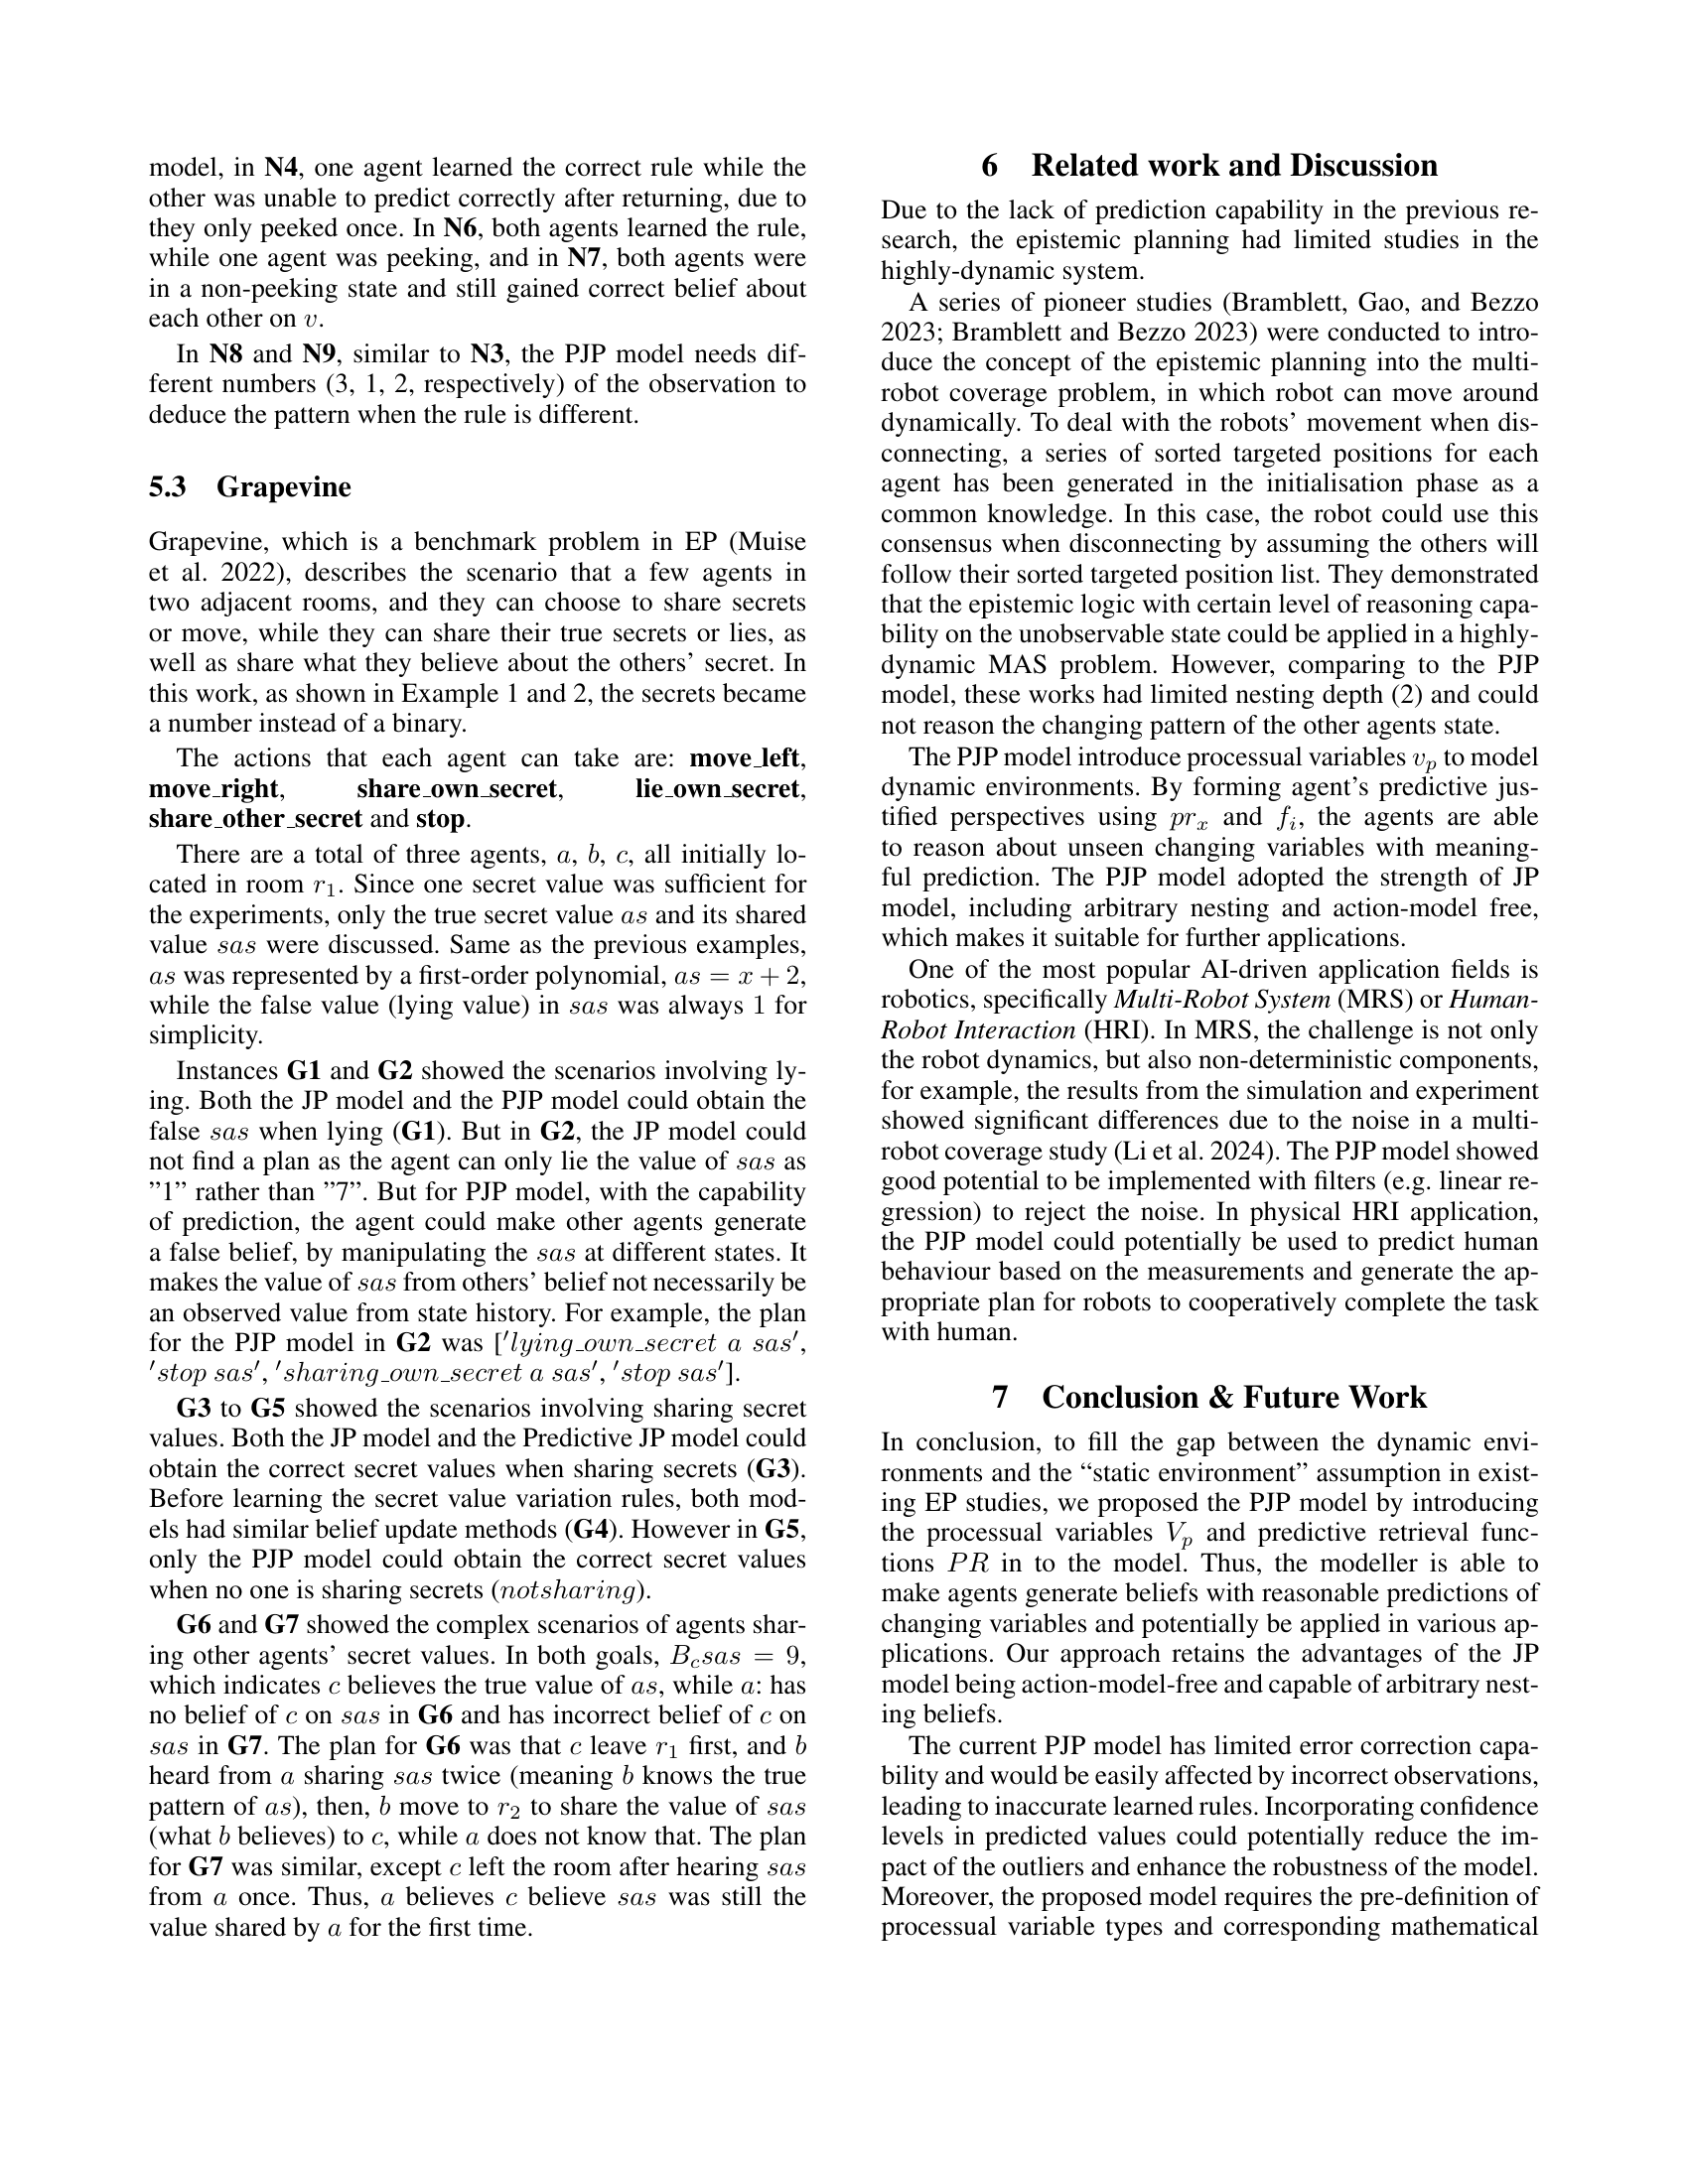 model, in N4, one agent learned the correct rule while the
other was unable to predict correctly after returning, due to
they only peeked once. In N6, both agents learned the rule,
while one agent was peeking, and in N7, both agents were
in a non-peeking state and still gained correct belief about
each other on v.
In N8 and N9, similar to N3, the PJP model needs dif-
ferent numbers (3, 1, 2, respectively) of the observation to
deduce the pattern when the rule is different.
5.3 Grapevine
Grapevine, which is a benchmark problem in EP (Muise
et al. 2022), describes the scenario that a few agents in
two adjacent rooms, and they can choose to share secrets
or move, while they can share their true secrets or lies, as
well as share what they believe about the others' secret. In
this work, as shown in Example 1 and 2, the secrets became
a number instead of a binary.
The actions that each agent can take are: move_left,
move_right, share_own_secret, lie_own_secret,
share_other_secret and stop.
There are a total of three agents, a, b, c, all initially lo-
cated in room r₁. Since one secret value was sufficient for
the experiments, only the true secret value as and its shared
value sas were discussed. Same as the previous examples,
as was represented by a first-order polynomial, as = x + 2,
while the false value (lying value) in sas was always 1 for
simplicity.
Instances G1 and G2 showed the scenarios involving ly-
ing. Both the JP model and the PJP model could obtain the
false sas when lying (G1). But in G2, the JP model could
not find a plan as the agent can only lie the value of sas as
”1” rather than ”7”. But for PJP model, with the capability
of prediction, the agent could make other agents generate
a false belief, by manipulating the sas at different states. It
makes the value of sas from others' belief not necessarily be
an observed value from state history. For example, the plan
for the PJP model in G2 was ['lying_own_secret a sas',
'stop sas', 'sharing_own_secret a sas', 'stop sas'].
G3 to G5 showed the scenarios involving sharing secret
values. Both the JP model and the Predictive JP model could
obtain the correct secret values when sharing secrets (G3).
Before learning the secret value variation rules, both mod-
els had similar belief update methods (G4). However in G5,
only the PJP model could obtain the correct secret values
when no one is sharing secrets (notsharing).
G6 and G7 showed the complex scenarios of agents shar-
ing other agents' secret values. In both goals, B_c sas = 9,
which indicates c believes the true value of as, while a: has
no belief of c on sas in G6 and has incorrect belief of c on
sas in G7. The plan for G6 was that c leave r₁ first, and b
heard from a sharing sas twice (meaning b knows the true
pattern of as), then, b move to r₂ to share the value of sas
(what b believes) to c, while a does not know that. The plan
for G7 was similar, except c left the room after hearing sas
from a once. Thus, a believes c believe sas was still the
value shared by a for the first time.
6 Related work and Discussion
Due to the lack of prediction capability in the previous re-
search, the epistemic planning had limited studies in the
highly-dynamic system.
A series of pioneer studies (Bramblett, Gao, and Bezzo
2023; Bramblett and Bezzo 2023) were conducted to intro-
duce the concept of the epistemic planning into the multi-
robot coverage problem, in which robot can move around
dynamically. To deal with the robots' movement when dis-
connecting, a series of sorted targeted positions for each
agent has been generated in the initialisation phase as a
common knowledge. In this case, the robot could use this
consensus when disconnecting by assuming the others will
follow their sorted targeted position list. They demonstrated
that the epistemic logic with certain level of reasoning capa-
bility on the unobservable state could be applied in a highly-
dynamic MAS problem. However, comparing to the PJP
model, these works had limited nesting depth (2) and could
not reason the changing pattern of the other agents state.
The PJP model introduce processual variables v_p to model
dynamic environments. By forming agent's predictive jus-
tified perspectives using pr_x and f_i, the agents are able
to reason about unseen changing variables with meaning-
ful prediction. The PJP model adopted the strength of JP
model, including arbitrary nesting and action-model free,
which makes it suitable for further applications.
One of the most popular AI-driven application fields is
robotics, specifically Multi-Robot System (MRS) or Human-
Robot Interaction (HRI). In MRS, the challenge is not only
the robot dynamics, but also non-deterministic components,
for example, the results from the simulation and experiment
showed significant differences due to the noise in a multi-
robot coverage study (Li et al. 2024). The PJP model showed
good potential to be implemented with filters (e.g. linear re-
gression) to reject the noise. In physical HRI application,
the PJP model could potentially be used to predict human
behaviour based on the measurements and generate the ap-
propriate plan for robots to cooperatively complete the task
with human.
7 Conclusion & Future Work
In conclusion, to fill the gap between the dynamic envi-
ronments and the “static environment” assumption in exist-
ing EP studies, we proposed the PJP model by introducing
the processual variables V_p and predictive retrieval func-
tions PR in to the model. Thus, the modeller is able to
make agents generate beliefs with reasonable predictions of
changing variables and potentially be applied in various ap-
plications. Our approach retains the advantages of the JP
model being action-model-free and capable of arbitrary nest-
ing beliefs.
The current PJP model has limited error correction capa-
bility and would be easily affected by incorrect observations,
leading to inaccurate learned rules. Incorporating confidence
levels in predicted values could potentially reduce the im-
pact of the outliers and enhance the robustness of the model.
Moreover, the proposed model requires the pre-definition of
processual variable types and corresponding mathematical